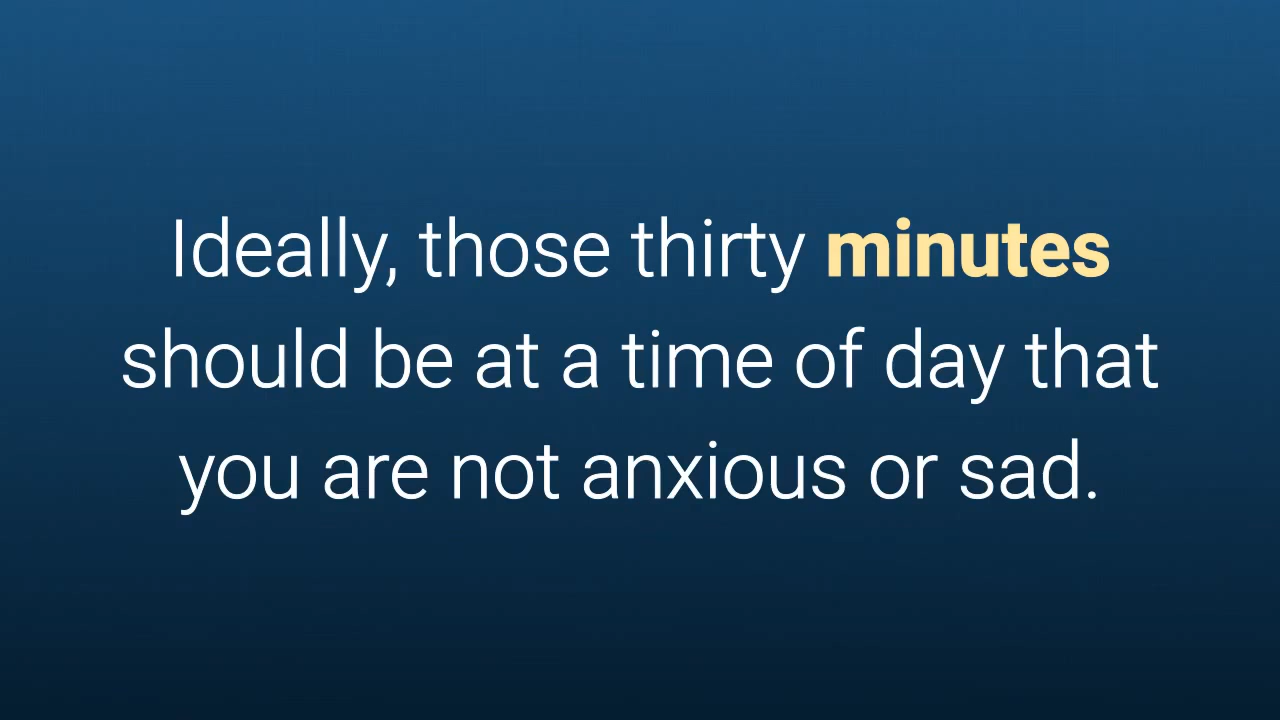 Ideally, those thirty minutes
should be at a time of day that
you are not anxious or sad.